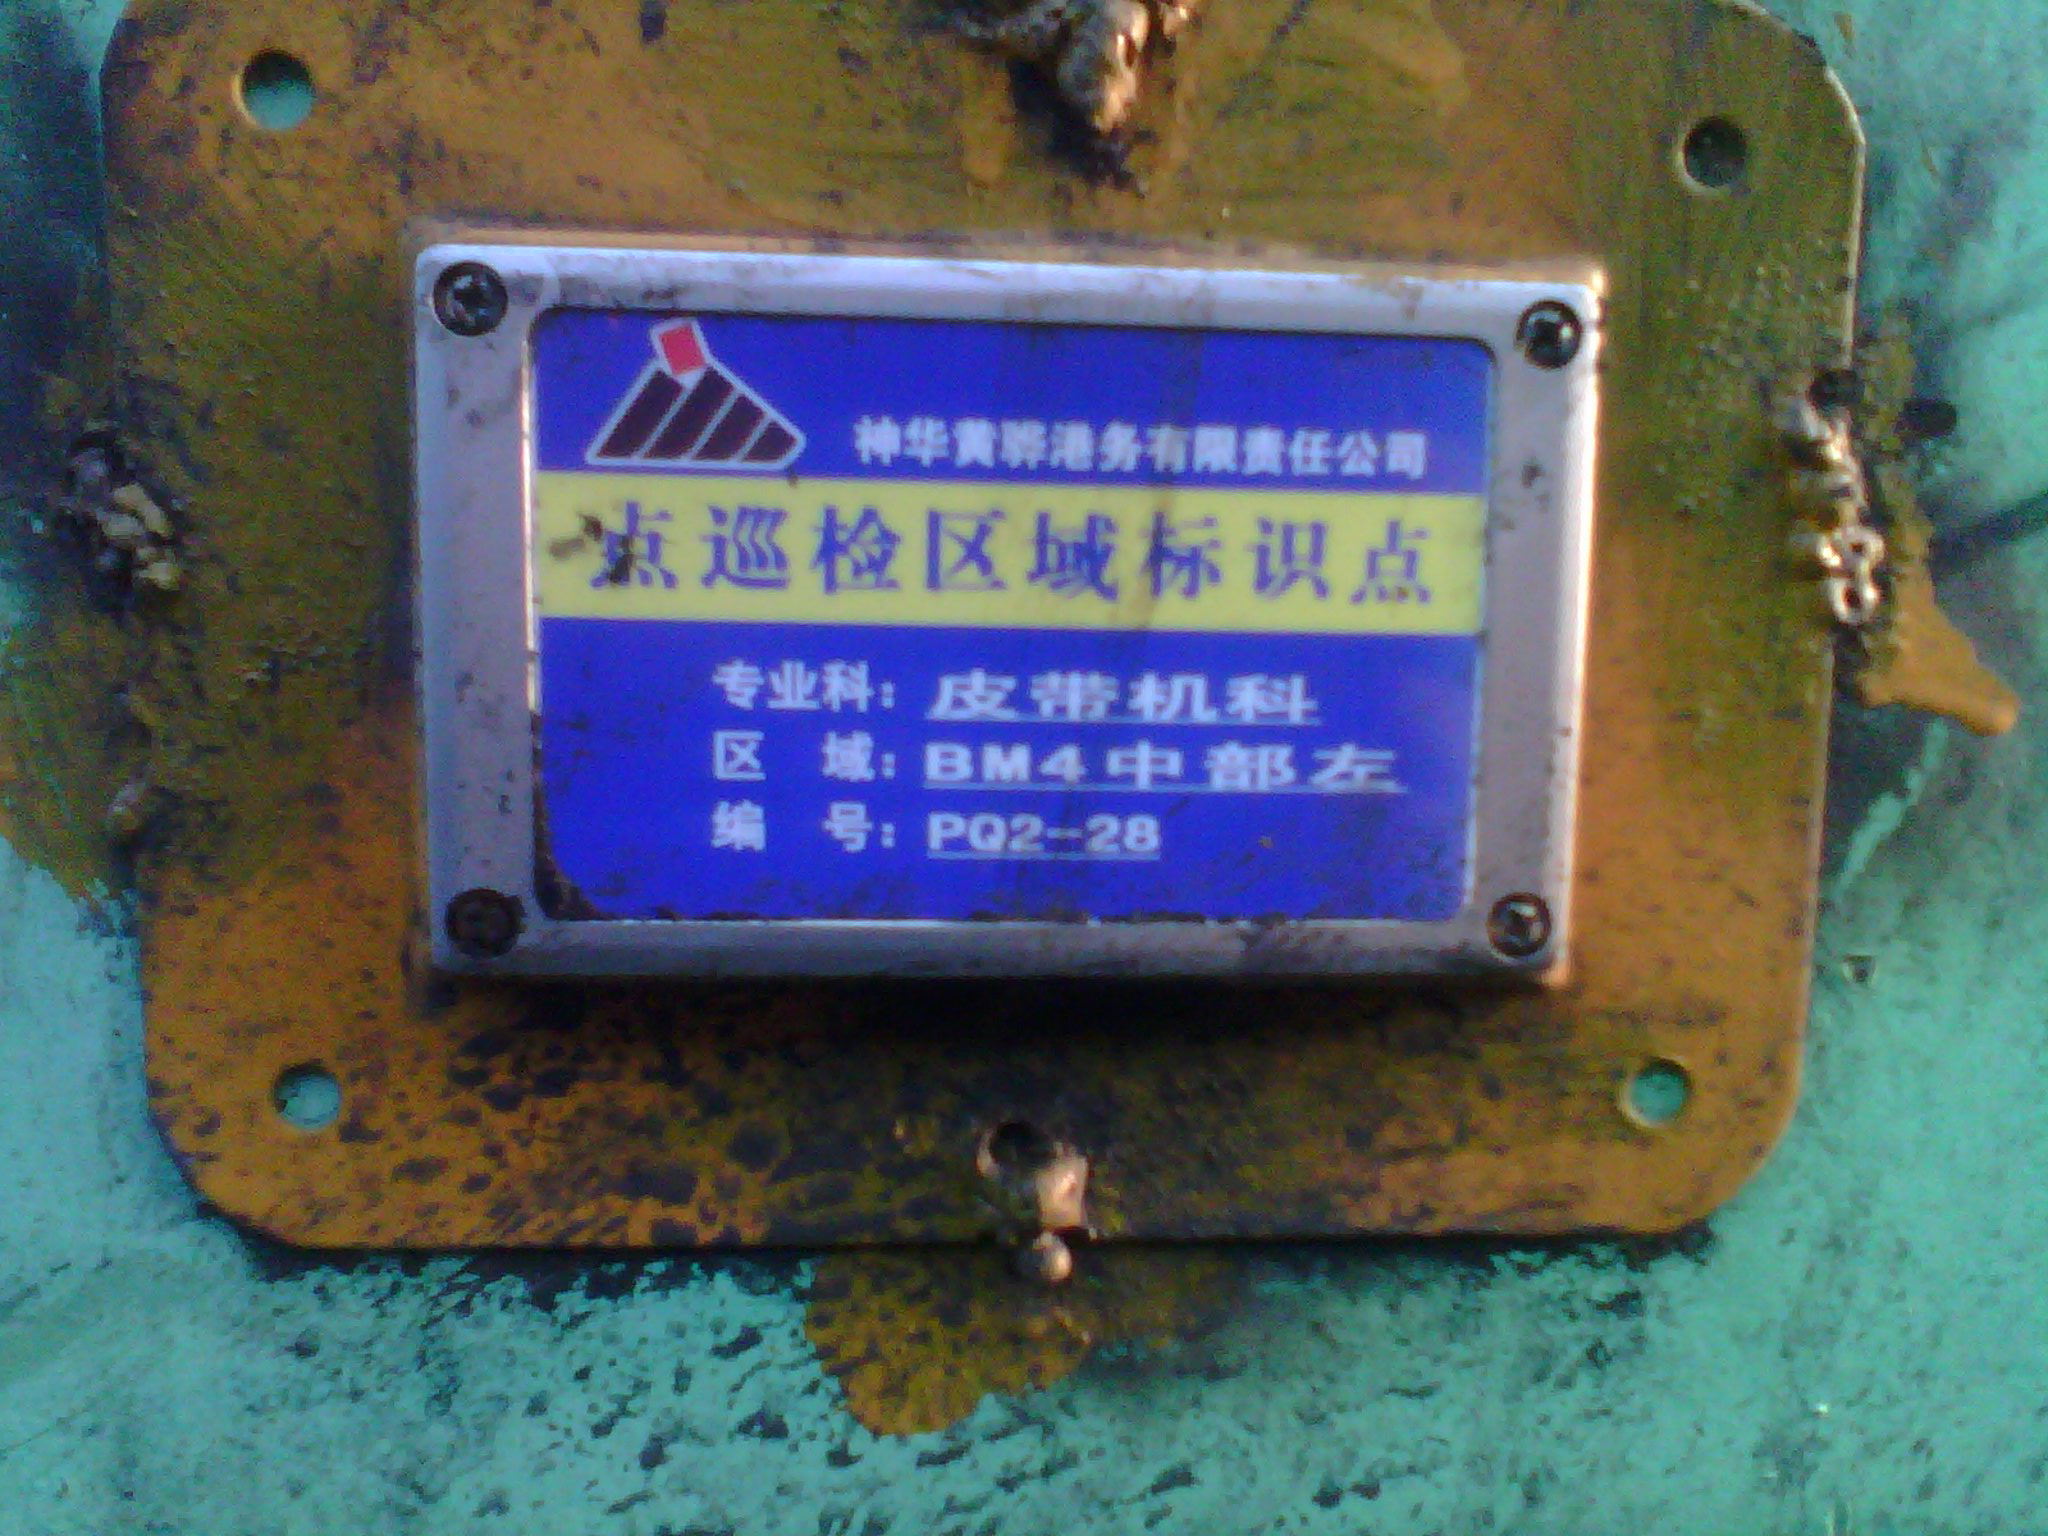 神华黄骅港务有限责任公司
点巡检区域标识点
专业科：皮带机科
区　域：BM4中部左
编　号：PQ2-28